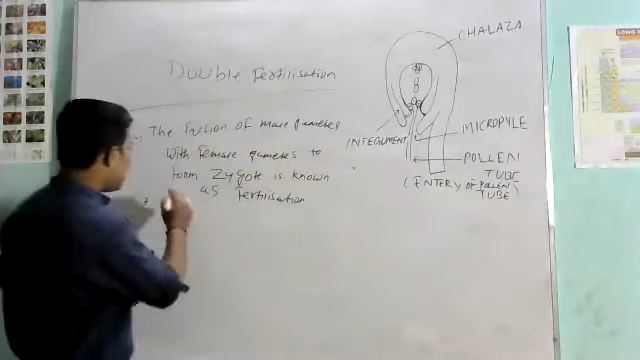 Double Fertilisation
The fusion of male gametes
with female gametes to
form zygote is known
as fertilisation
CHALAZA
INTEGUMENT
MICROPYLE
POLLEN
TUBE
(ENTRY OF POLLEN
TUBE)